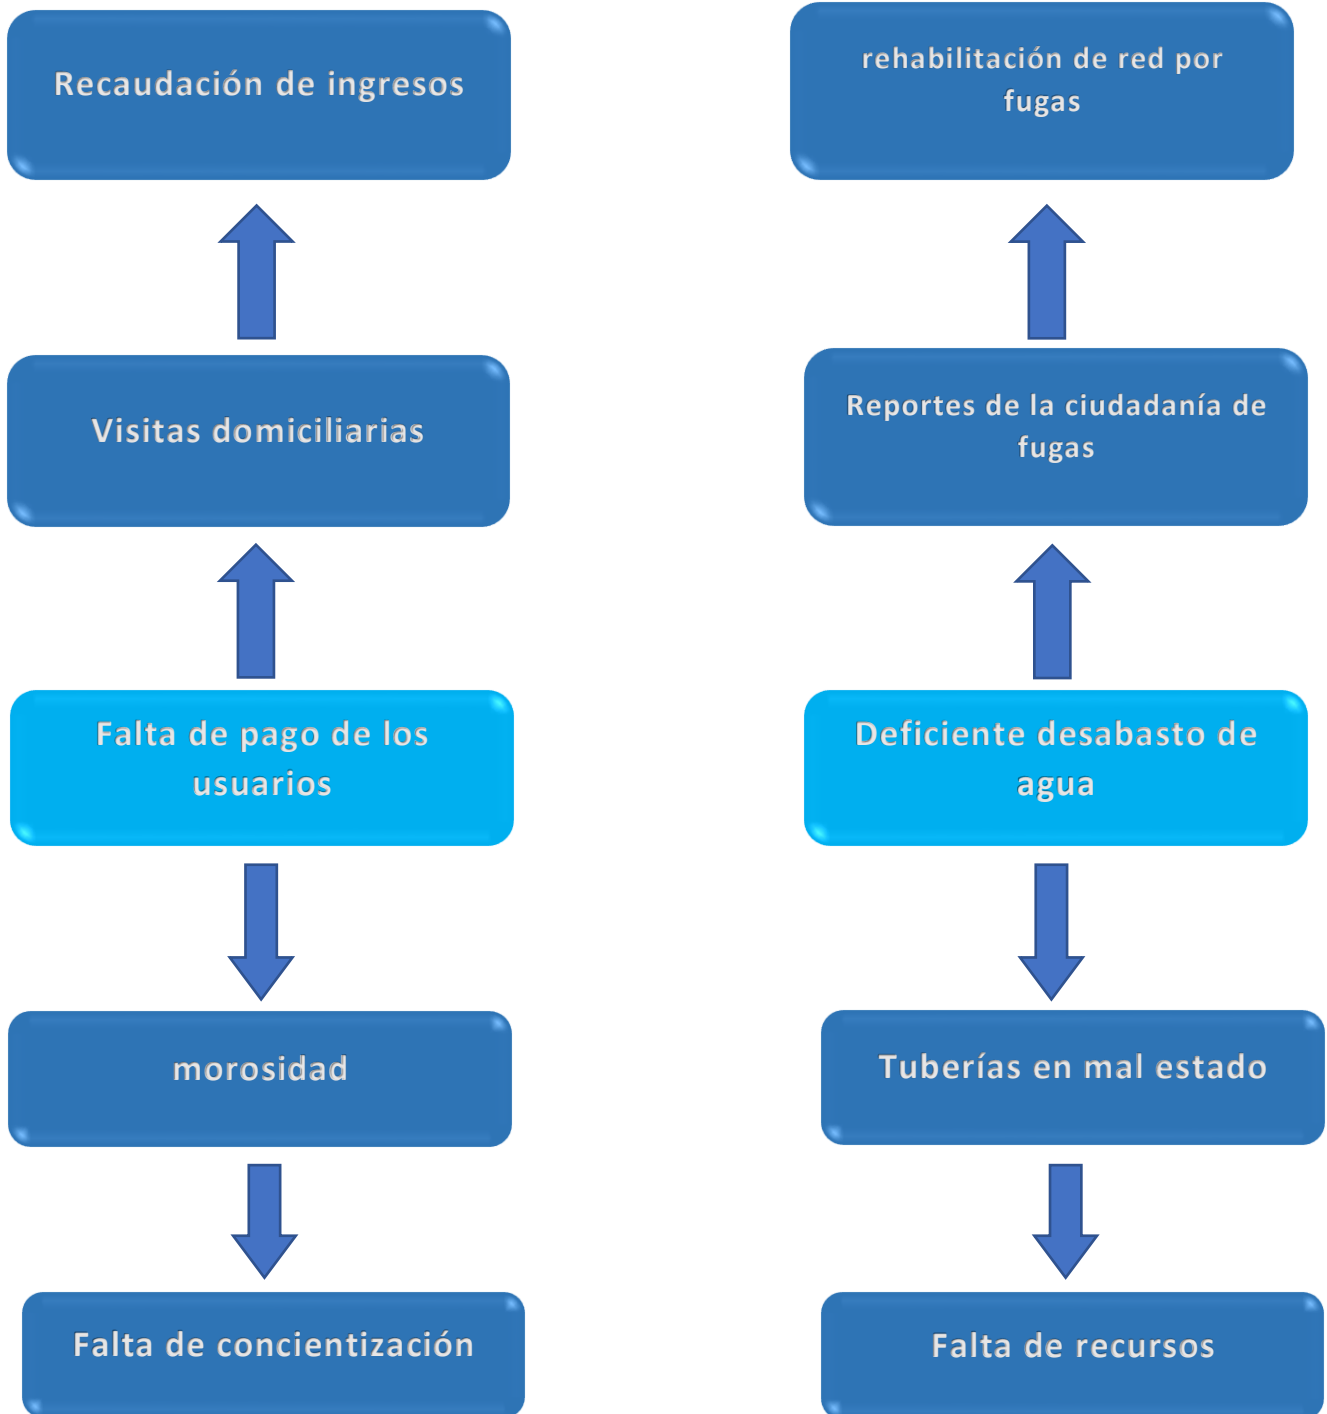 Recaudación de ingresos
Visitas domiciliarias
Falta de pago de los
usuarios
morosidad
Falta de concientización
rehabilitación de red por
fugas
Reportes de la ciudadanía de
fugas
Deficiente desabasto de
agua
Tuberías en mal estado
Falta de recursos